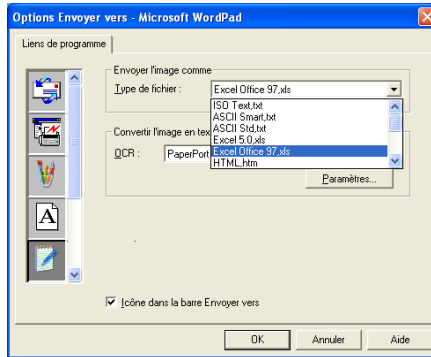 Options Envoyer vers - Microsoft WordPad
Liens de programme
Envoyer l'image comme
Type de fichier : Excel Office 97,xls
ISO Text,txt
ASCII Smart,txt
ASCII Std,txt
Excel 5.0,xls
Excel Office 97,xls
HTML,htm
Convertir l'image en tex
OCR : PaperPort
Paramètres...
A
Icône dans la barre Envoyer vers
OK Annuler Aide